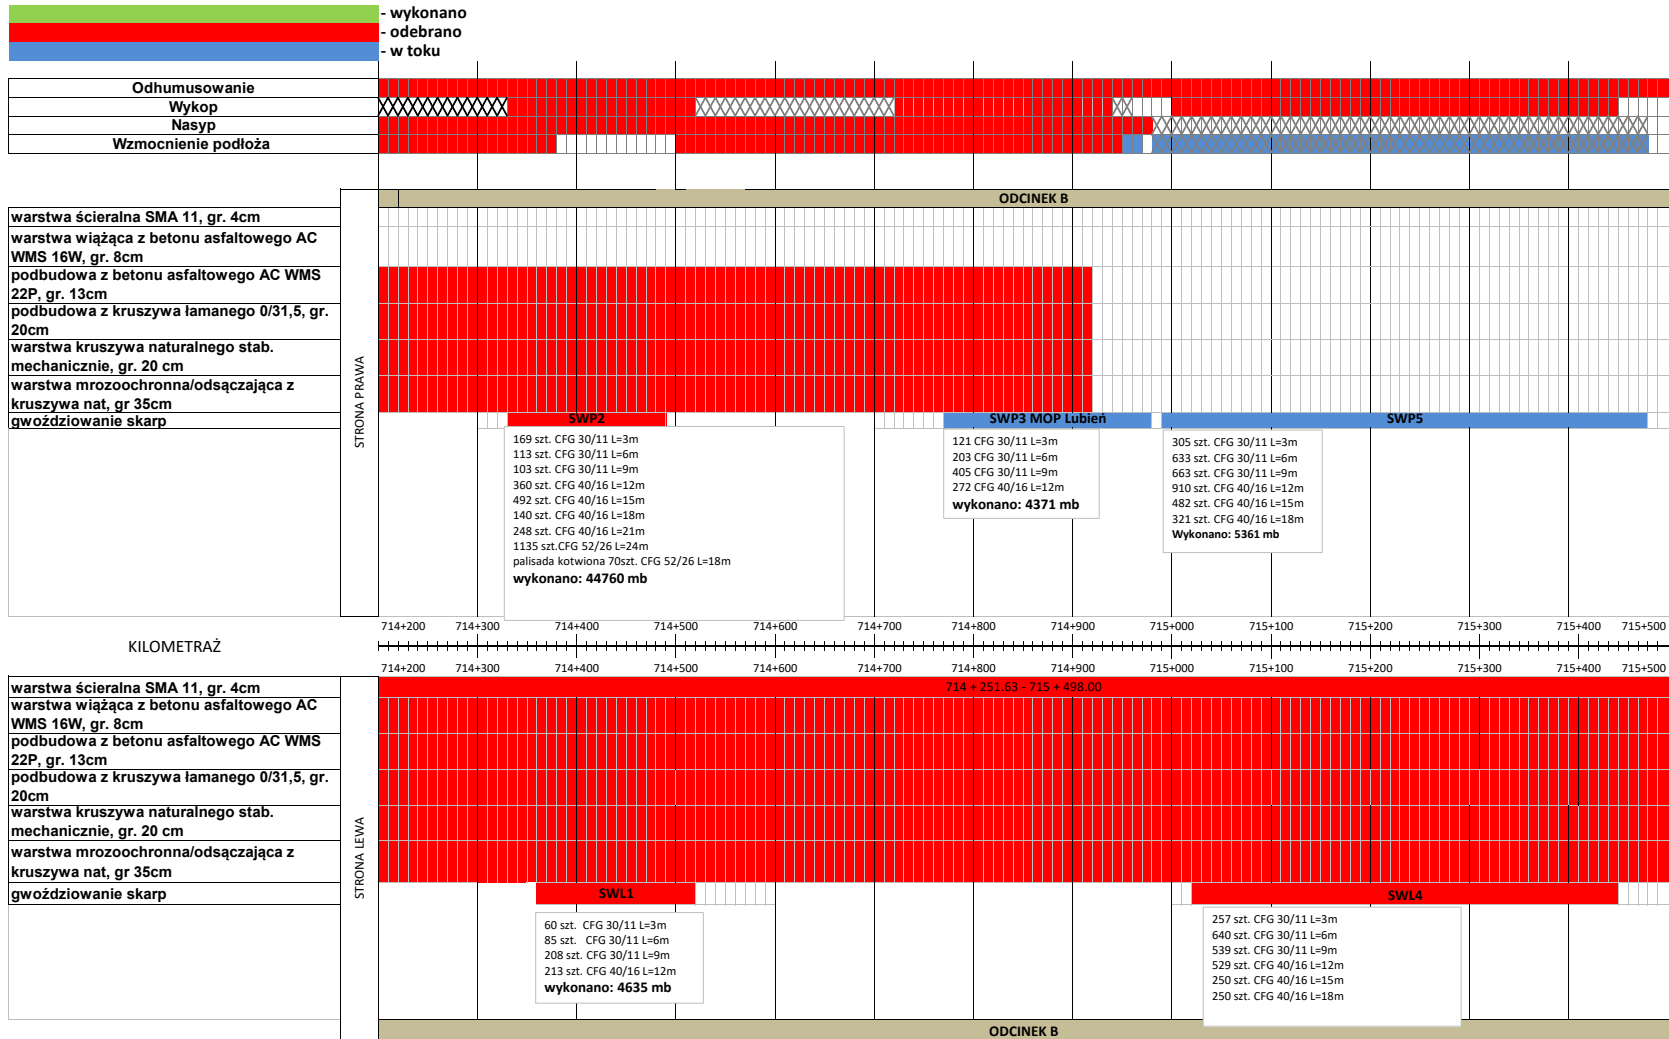 - wykonano
- odebrano
- w toku
Odhumusowanie
Wykop
Nasyp
Wzmocnienie podłoża
ODCINEK B
STRONA PRAWA
warstwa ścieralna SMA 11, gr. 4cm
warstwa wiążąca z betonu asfaltowego AC
WMS 16W, gr. 8cm
podbudowa z betonu asfaltowego AC WMS
22P, gr. 13cm
podbudowa z kruszywa łamanego 0/31,5, gr.
20cm
warstwa kruszywa naturalnego stab.
mechanicznie, gr. 20 cm
warstwa mrozoochronna/odsączająca z
kruszywa nat, gr 35cm
gwoździowanie skarp
SWP2
SWP3 MOP Lubień
SWP5
169 szt. CFG 30/11 L=3m
113 szt. CFG 30/11 L=6m
103 szt. CFG 30/11 L=9m
360 szt. CFG 40/16 L=12m
492 szt. CFG 40/16 L=15m
140 szt. CFG 40/16 L=18m
248 szt. CFG 40/16 L=21m
1135 szt.CFG 52/26 L=24m
palisada kotwiona 70szt. CFG 52/26 L=18m
wykonano: 44760 mb
121 CFG 30/11 L=3m
203 CFG 30/11 L=6m
405 CFG 30/11 L=9m
272 CFG 40/16 L=12m
wykonano: 4371 mb
305 szt. CFG 30/11 L=3m
633 szt. CFG 30/11 L=6m
663 szt. CFG 30/11 L=9m
910 szt. CFG 40/16 L=12m
482 szt. CFG 40/16 L=15m
321 szt. CFG 40/16 L=18m
Wykonano: 5361 mb
714+200 714+300 714+400 714+500 714+600 714+700 714+800 714+900 715+000 715+100 715+200 715+300 715+400 715+500
KILOMETRAŻ
714+200 714+300 714+400 714+500 714+600 714+700 714+800 714+900 715+000 715+100 715+200 715+300 715+400 715+500
STRONA LEWA
warstwa ścieralna SMA 11, gr. 4cm
714 + 251.63 - 715 + 498.00
warstwa wiążąca z betonu asfaltowego AC
WMS 16W, gr. 8cm
podbudowa z betonu asfaltowego AC WMS
22P, gr. 13cm
podbudowa z kruszywa łamanego 0/31,5, gr.
20cm
warstwa kruszywa naturalnego stab.
mechanicznie, gr. 20 cm
warstwa mrozoochronna/odsączająca z
kruszywa nat, gr 35cm
gwoździowanie skarp
SWL1
SWL4
60 szt. CFG 30/11 L=3m
85 szt. CFG 30/11 L=6m
208 szt. CFG 30/11 L=9m
213 szt. CFG 40/16 L=12m
wykonano: 4635 mb
257 szt. CFG 30/11 L=3m
640 szt. CFG 30/11 L=6m
539 szt. CFG 30/11 L=9m
529 szt. CFG 40/16 L=12m
250 szt. CFG 40/16 L=15m
250 szt. CFG 40/16 L=18m
ODCINEK B